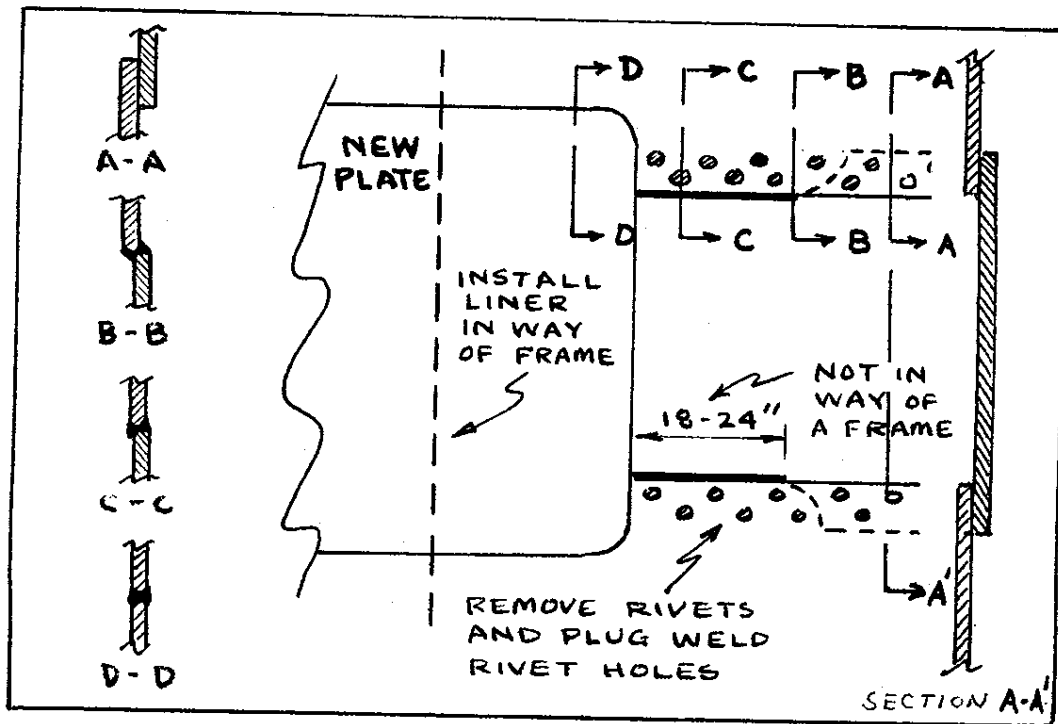 A-A
B-B
C-C
D-D
NEW
PLATE
D
C
B
A
D
C
B
A
INSTALL
LINER
IN WAY
OF FRAME
NOT IN
WAY OF
A FRAME
18-24"
A'
REMOVE RIVETS
AND PLUG WELD
RIVET HOLES
SECTION A-A'